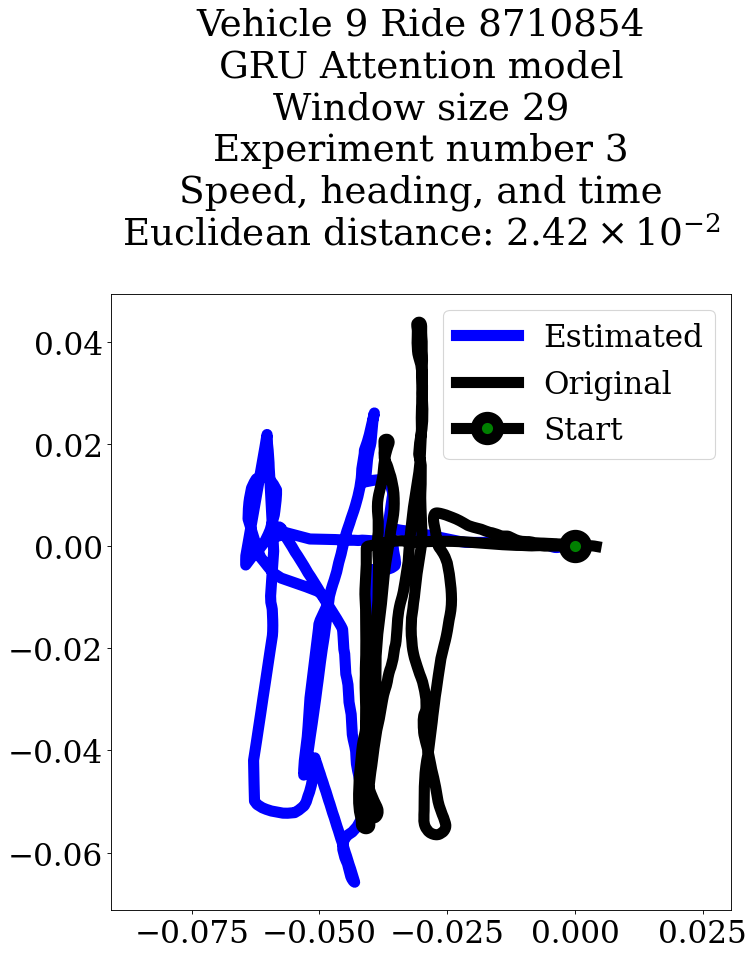 Vehicle 9 Ride 8710854
GRU Attention model
Window size 29
Experiment number 3
Speed, heading, and time
Euclidean distance: 2.42 × 10⁻²
Estimated
Original
Start
0.04
0.02
0.00
−0.02
−0.04
−0.06
−0.075 −0.050 −0.025 0.000 0.025